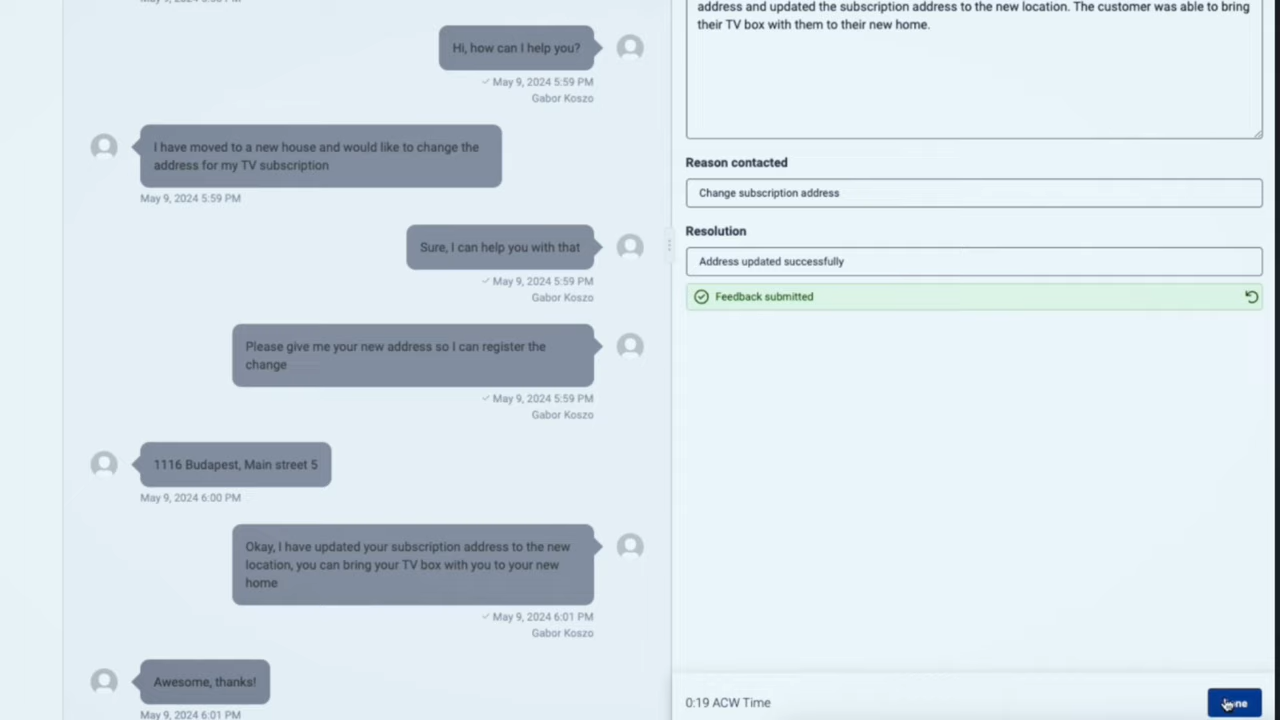 Hi, how can I help you?
May 9, 2024 5:59 PM
Gabor Koszo
I have moved to a new house and would like to change the
address for my TV subscription
May 9, 2024 5:59 PM
Sure, I can help you with that
May 9, 2024 5:59 PM
Gabor Koszo
Please give me your new address so I can register the
change
May 9, 2024 5:59 PM
Gabor Koszo
1116 Budapest, Main street 5
May 9, 2024 6:00 PM
Okay, I have updated your subscription address to the new
location, you can bring your TV box with you to your new
home
May 9, 2024 6:01 PM
Gabor Koszo
Awesome, thanks!
May 9, 2024 6:01 PM
address and updated the subscription address to the new location. The customer was able to bring
their TV box with them to their new home.
Reason contacted
Change subscription address
Resolution
Address updated successfully
Feedback submitted
0:19 ACW Time